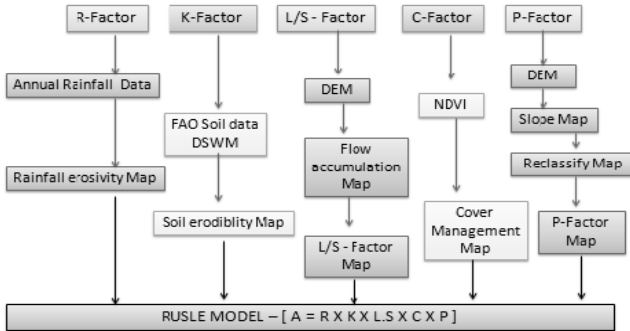 R-Factor
K-Factor
L/S - Factor
C-Factor
P-Factor
Annual Rainfall Data
Rainfall erosivity Map
FAO Soil data
DSWM
Soil erodiblity Map
DEM
Flow
accumulation
Map
L/S - Factor
Map
NDVI
Cover
Management
Map
DEM
Slope Map
Reclassify Map
P-Factor
Map
RUSLE MODEL – [ A = R X K X L.S X C X P ]